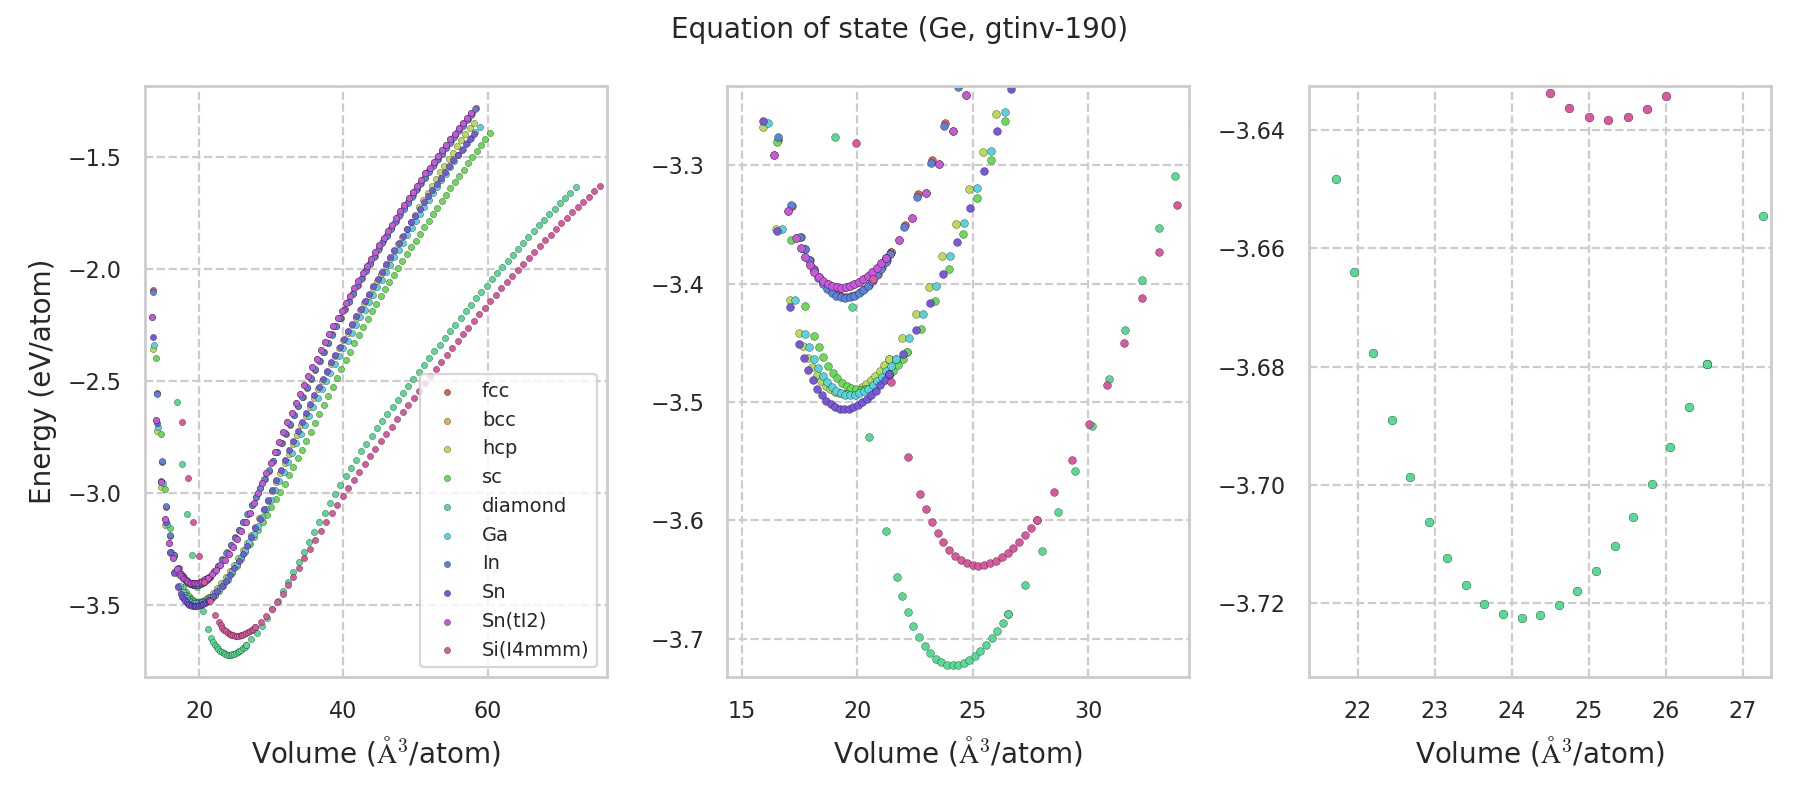 Equation of state (Ge, gtinv-190)
Energy (eV/atom)
−1.5
−2.0
−2.5
−3.0
−3.5
20
40
60
Volume (Å³/atom)
fcc
bcc
hcp
sc
diamond
Ga
In
Sn
Sn(tI2)
Si(I4mmm)
−3.3
−3.4
−3.5
−3.6
−3.7
15
20
25
30
Volume (Å³/atom)
−3.64
−3.66
−3.68
−3.70
−3.72
22
23
24
25
26
27
Volume (Å³/atom)